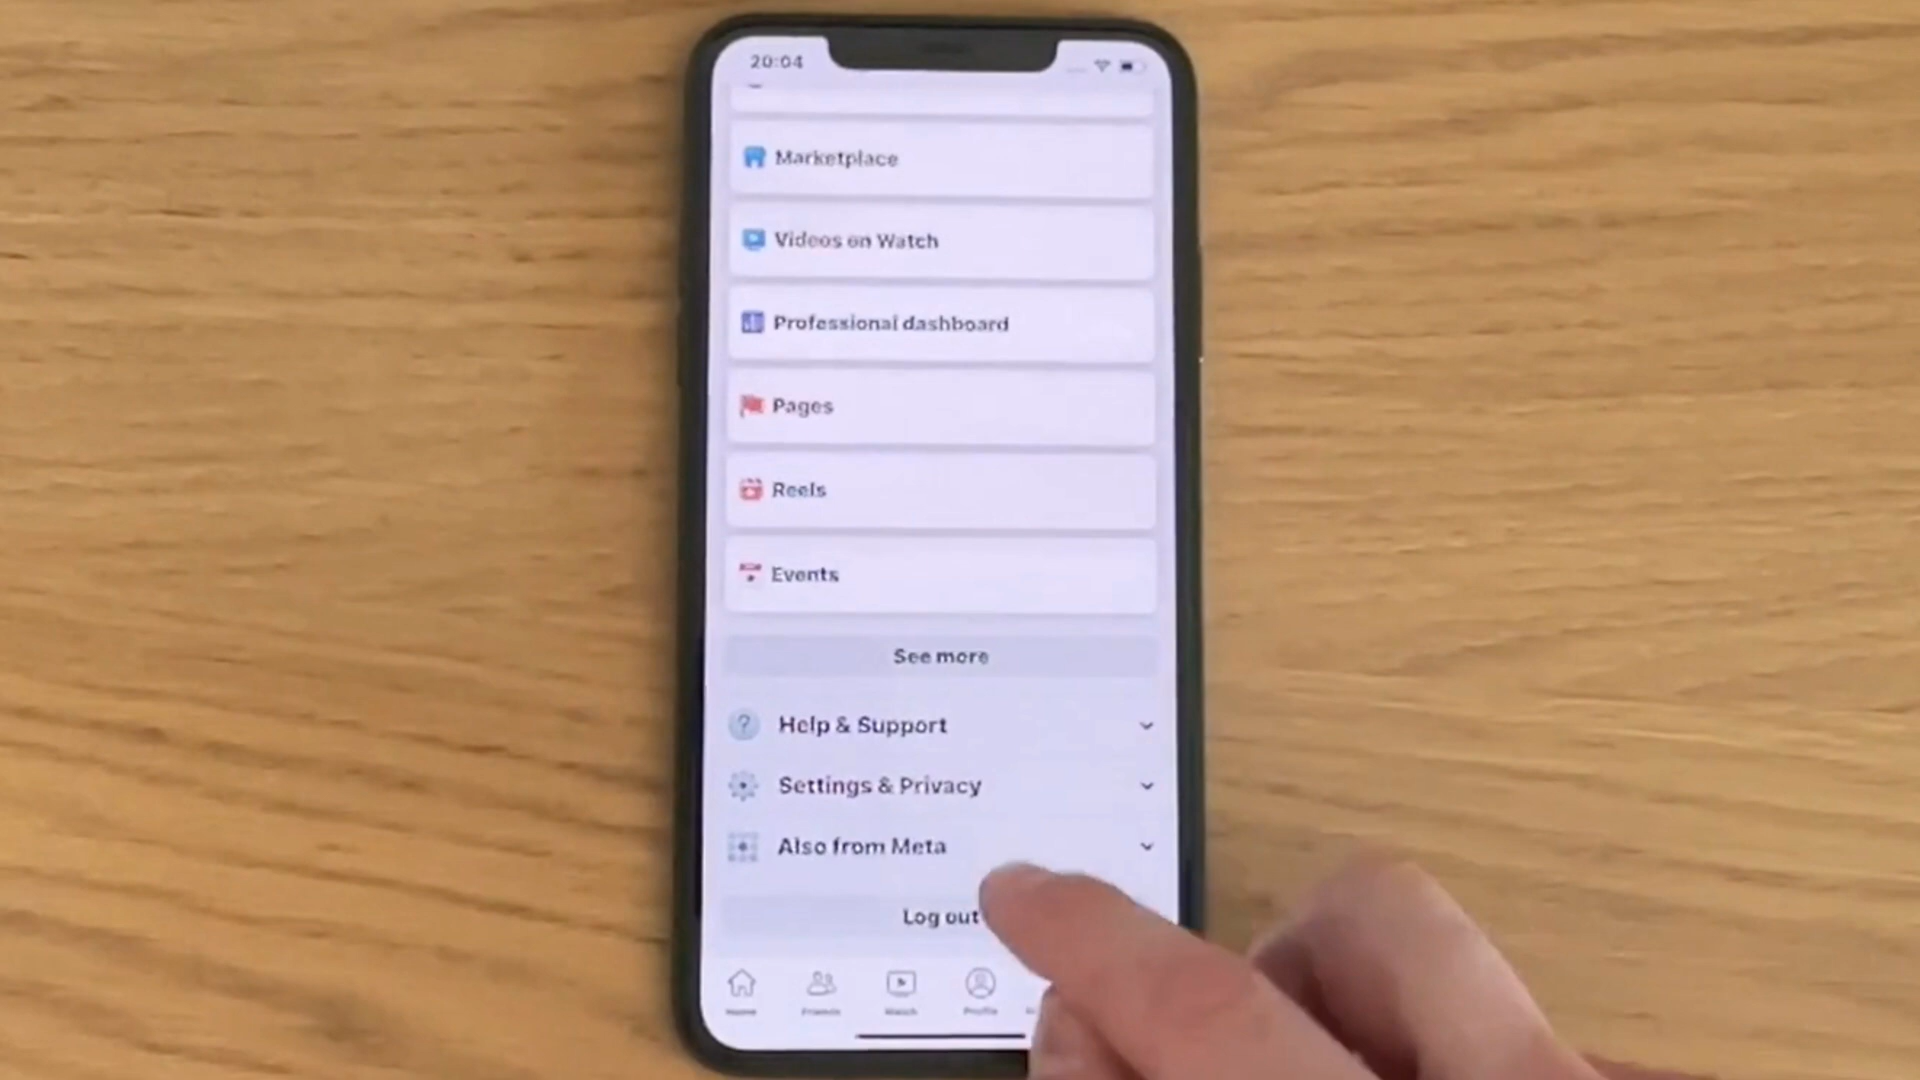 20:04
Marketplace
Videos on Watch
Professional dashboard
Pages
Reels
Events
See more
Help & Support
Settings & Privacy
Also from Meta
Log out
Home Friends Watch Profile